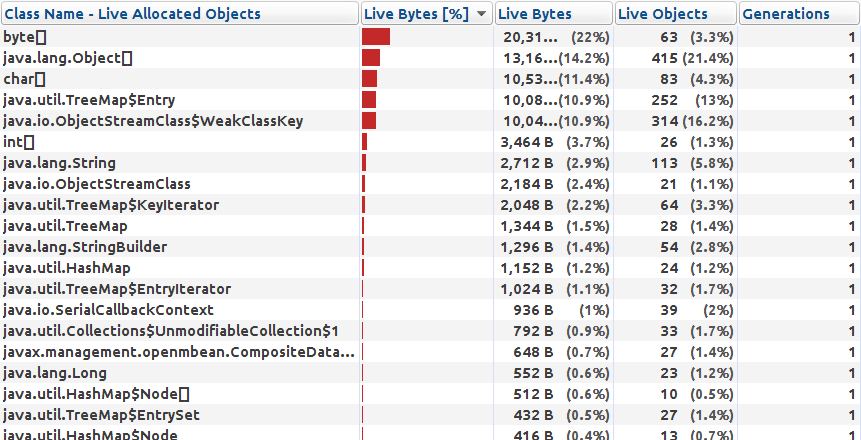 Class Name - Live Allocated Objects Live Bytes [%] Live Bytes Live Objects Generations
byte[] 20,31... (22%) 63 (3.3%) 1
java.lang.Object[] 13,16...(14.2%) 415 (21.4%) 1
char[] 10,53...(11.4%) 83 (4.3%) 1
java.util.TreeMap$Entry 10,08...(10.9%) 252 (13%) 1
java.io.ObjectStreamClass$WeakClassKey 10,04...(10.9%) 314 (16.2%) 1
int[] 3,464 B (3.7%) 26 (1.3%) 1
java.lang.String 2,712 B (2.9%) 113 (5.8%) 1
java.io.ObjectStreamClass 2,184 B (2.4%) 21 (1.1%) 1
java.util.TreeMap$KeyIterator 2,048 B (2.2%) 64 (3.3%) 1
java.util.TreeMap 1,344 B (1.5%) 28 (1.4%) 1
java.lang.StringBuilder 1,296 B (1.4%) 54 (2.8%) 1
java.util.HashMap 1,152 B (1.2%) 24 (1.2%) 1
java.util.TreeMap$EntryIterator 1,024 B (1.1%) 32 (1.7%) 1
java.io.SerialCallbackContext 936 B (1%) 39 (2%) 1
java.util.Collections$UnmodifiableCollection$1 792 B (0.9%) 33 (1.7%) 1
javax.management.openmbean.CompositeData... 648 B (0.7%) 27 (1.4%) 1
java.lang.Long 552 B (0.6%) 23 (1.2%) 1
java.util.HashMap$Node[] 512 B (0.6%) 10 (0.5%) 1
java.util.TreeMap$EntrySet 432 B (0.5%) 27 (1.4%) 1
java.util.HashMap$Node 416 B (0.4%) 13 (0.7%) 1